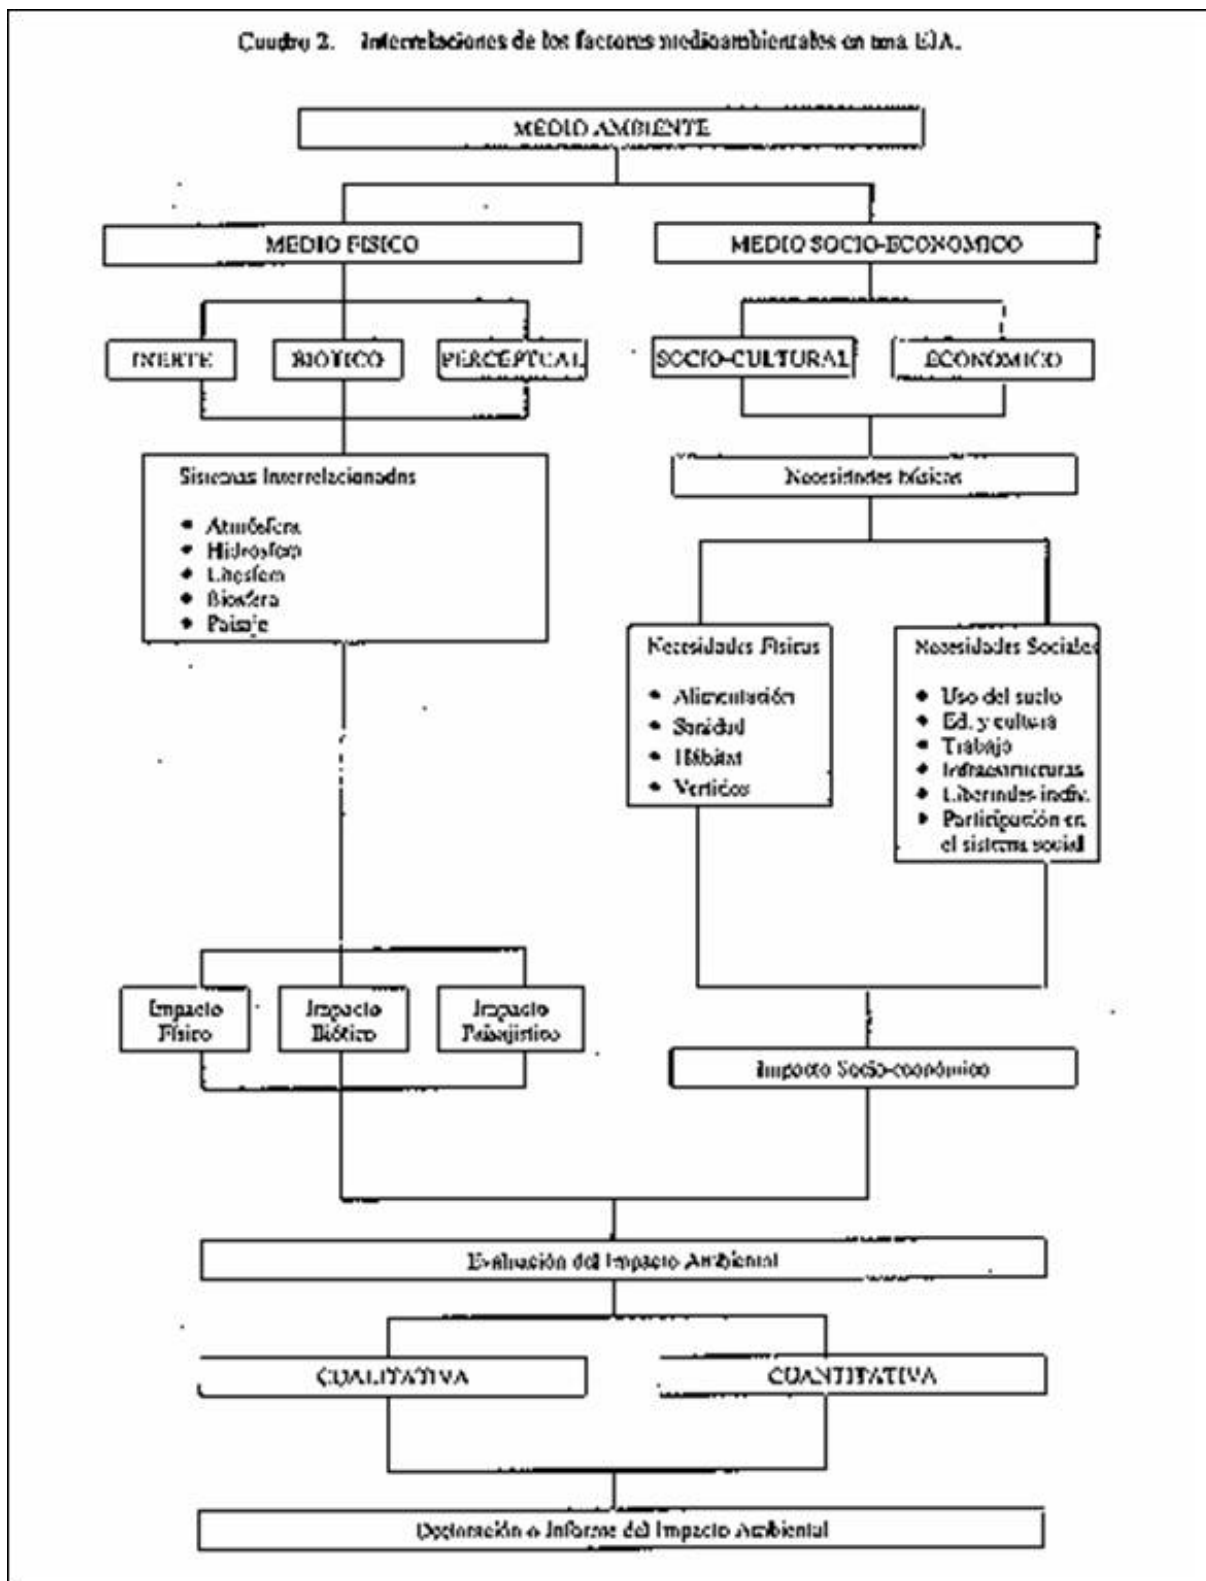 Cuadro 2. Interrelaciones de los factores medioambientales en una EIA.
MEDIO AMBIENTE
MEDIO FISICO
MEDIO SOCIO-ECONOMICO
INERTE
BIOTICO
PERCEPTUAL
SOCIO-CULTURAL
ECONOMICO
Sistemas Interrelacionados
• Atmósfera
• Hidrosfera
• Litosfera
• Biosfera
• Paisaje
Necesidades Básicas
Necesidades Físicas
• Alimentación
• Sanidad
• Hábitat
• Vertidos
Necesidades Sociales
• Uso del suelo
• Ed. y cultura
• Trabajo
• Infraestructuras
• Libertades indiv.
• Participación en
el sistema social
Impacto
Físico
Impacto
Biótico
Impacto
Paisajístico
Impacto Socio-económico
Evaluación del Impacto Ambiental
CUALITATIVA
CUANTITATIVA
Declaración o Informe del Impacto Ambiental